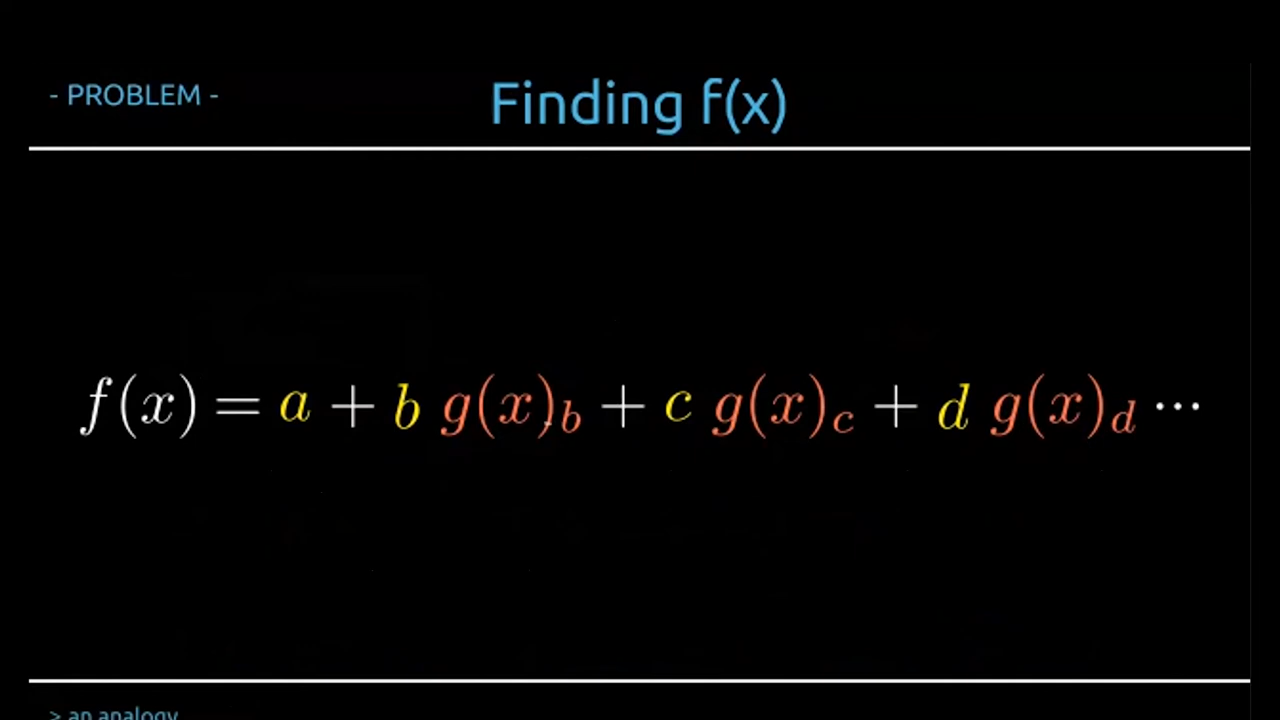 - PROBLEM -
Finding f(x)
f(x) = a + b g(x)_b + c g(x)_c + d g(x)_d ···
> an analogy